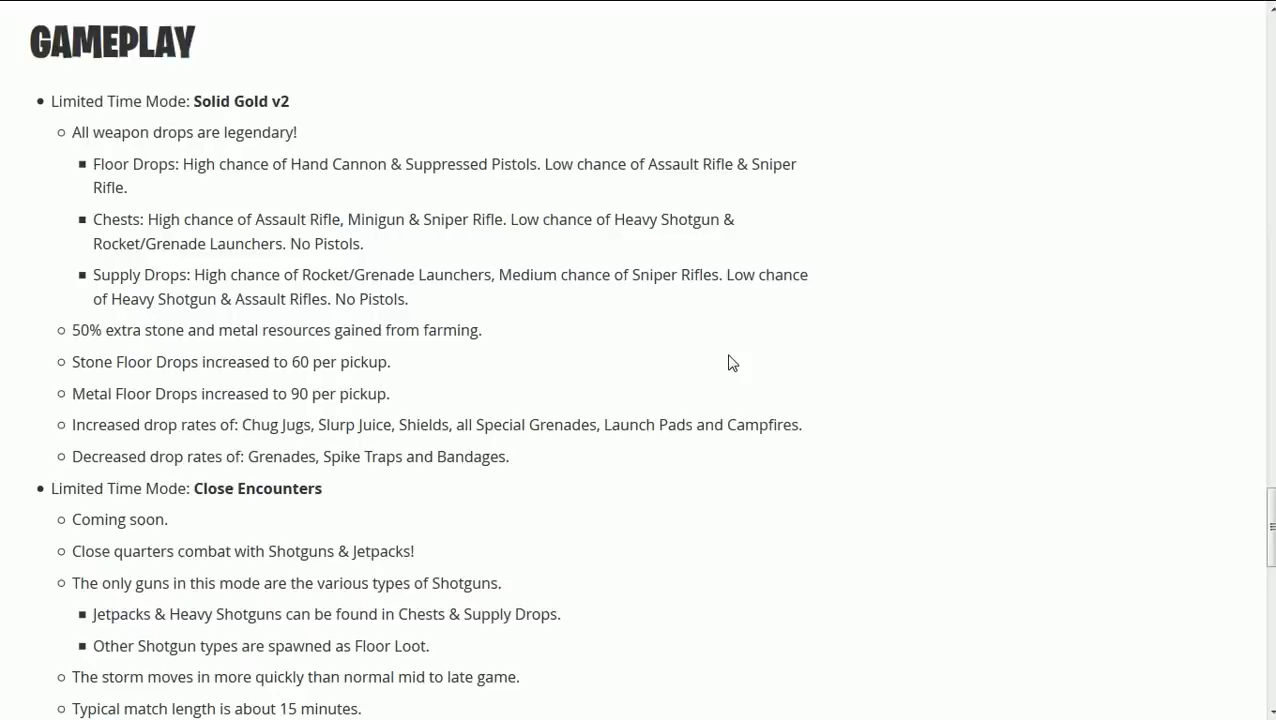 GAMEPLAY
Limited Time Mode: Solid Gold v2
All weapon drops are legendary!
Floor Drops: High chance of Hand Cannon & Suppressed Pistols. Low chance of Assault Rifle & Sniper
Rifle.
Chests: High chance of Assault Rifle, Minigun & Sniper Rifle. Low chance of Heavy Shotgun &
Rocket/Grenade Launchers. No Pistols.
Supply Drops: High chance of Rocket/Grenade Launchers, Medium chance of Sniper Rifles. Low chance
of Heavy Shotgun & Assault Rifles. No Pistols.
50% extra stone and metal resources gained from farming.
Stone Floor Drops increased to 60 per pickup.
Metal Floor Drops increased to 90 per pickup.
Increased drop rates of: Chug Jugs, Slurp Juice, Shields, all Special Grenades, Launch Pads and Campfires.
Decreased drop rates of: Grenades, Spike Traps and Bandages.
Limited Time Mode: Close Encounters
Coming soon.
Close quarters combat with Shotguns & Jetpacks!
The only guns in this mode are the various types of Shotguns.
Jetpacks & Heavy Shotguns can be found in Chests & Supply Drops.
Other Shotgun types are spawned as Floor Loot.
The storm moves in more quickly than normal mid to late game.
Typical match length is about 15 minutes.